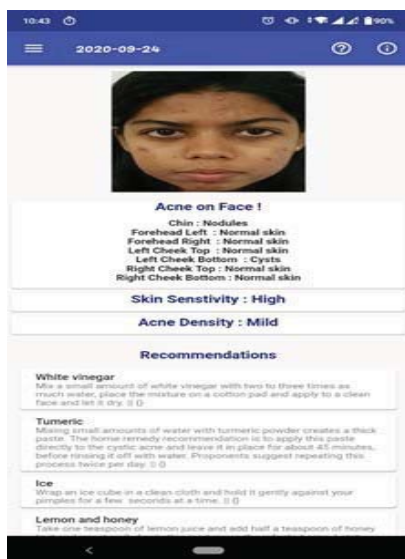 10:43
90%
2020-09-24
Acne on Face !
Chin : Nodules
Forehead Left : Normal skin
Forehead Right : Normal skin
Left Cheek Top : Normal skin
Left Cheek Bottom : Cysts
Right Cheek Top : Normal skin
Right Cheek Bottom : Normal skin
Skin Senstivity : High
Acne Density : Mild
Recommendations
White vinegar
Mix a small amount of white vinegar with two to three times as
much water, place the mixture on a cotton pad and apply to a clean
face and let it dry. [] ()
Tumeric
Mixing small amounts of water with turmeric powder creates a thick
paste. The home remedy recommendation is to apply this paste
directly to the cystic acne and leave it in place for about 45 minutes,
before rinsing it off with water. Proponents suggest repeating this
process twice per day. [] ()
Ice
Wrap an ice cube in a clean cloth and hold it gently against your
pimples for a few seconds at a time. [] ()
Lemon and honey
Take one teaspoon of lemon juice and add half a teaspoon of honey